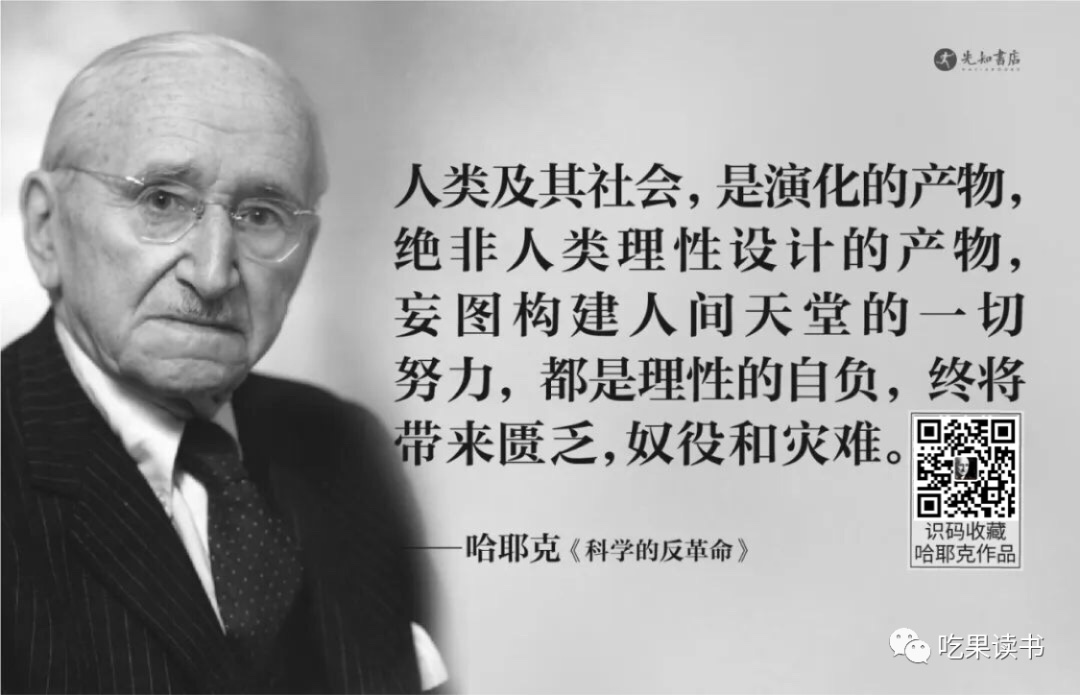 先知書店
人类及其社会，是演化的产物，
绝非人类理性设计的产物，
妄图构建人间天堂的一切
努力，都是理性的自负，终将
带来匮乏，奴役和灾难。
——哈耶克《科学的反革命》
识码收藏
哈耶克作品
吃果读书